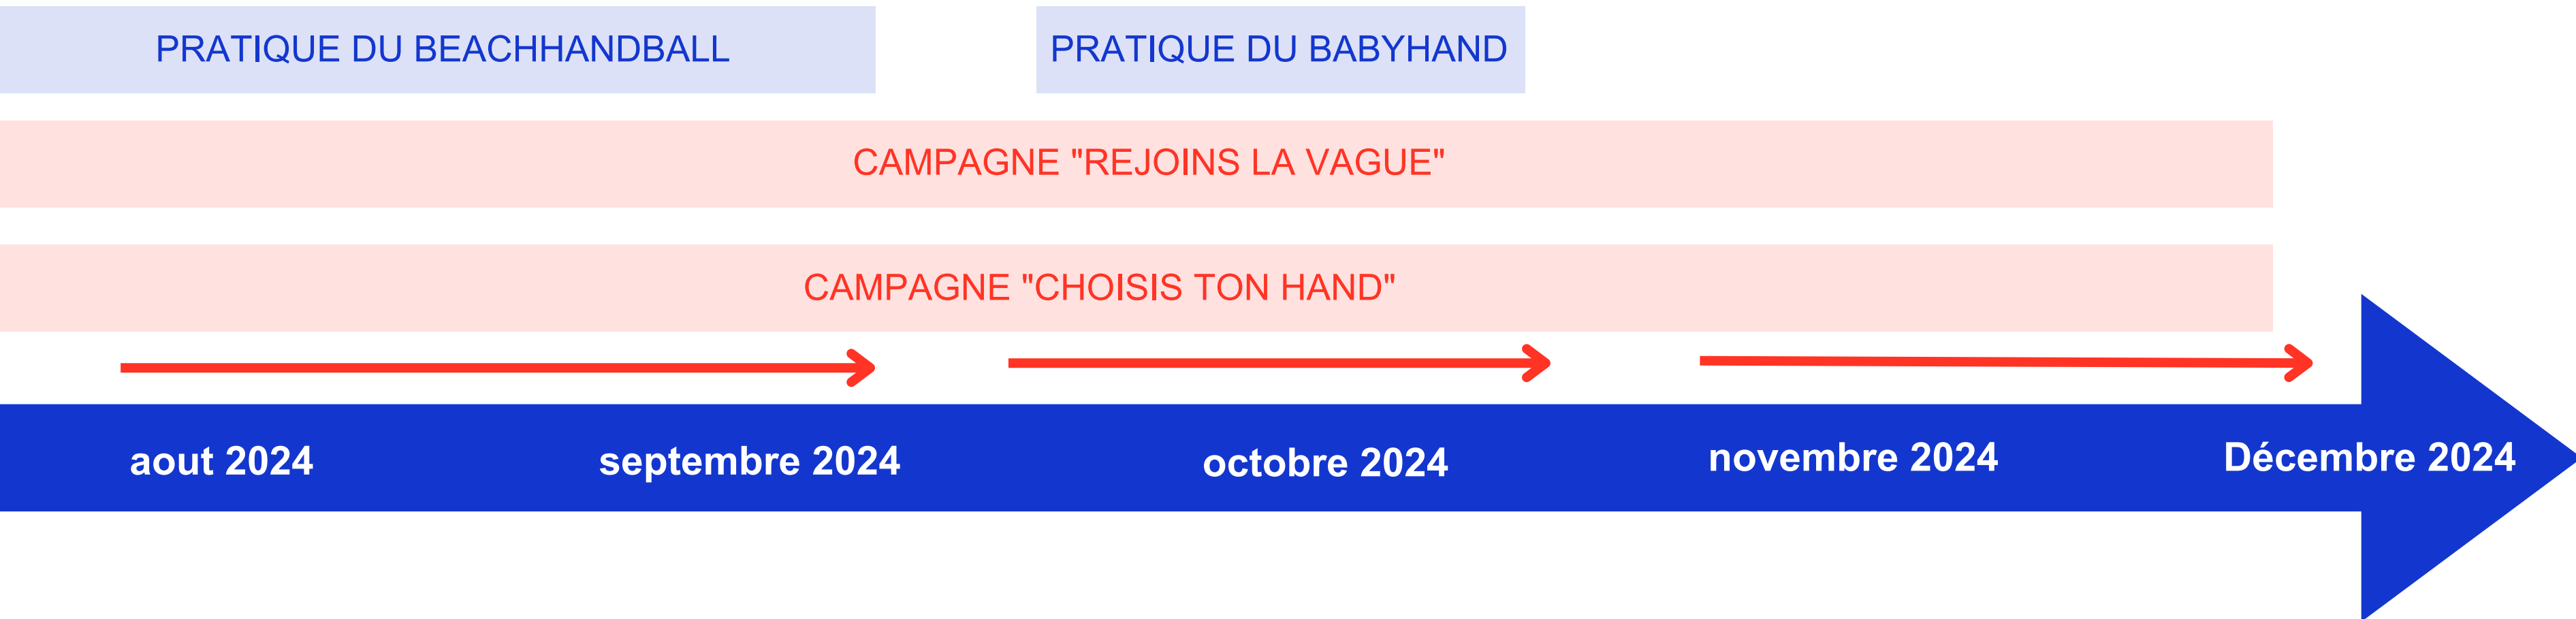 PRATIQUE DU BEACHHANDBALL
PRATIQUE DU BABYHAND
CAMPAGNE "REJOINS LA VAGUE"
CAMPAGNE "CHOISIS TON HAND"
aout 2024
septembre 2024
octobre 2024
novembre 2024
Décembre 2024